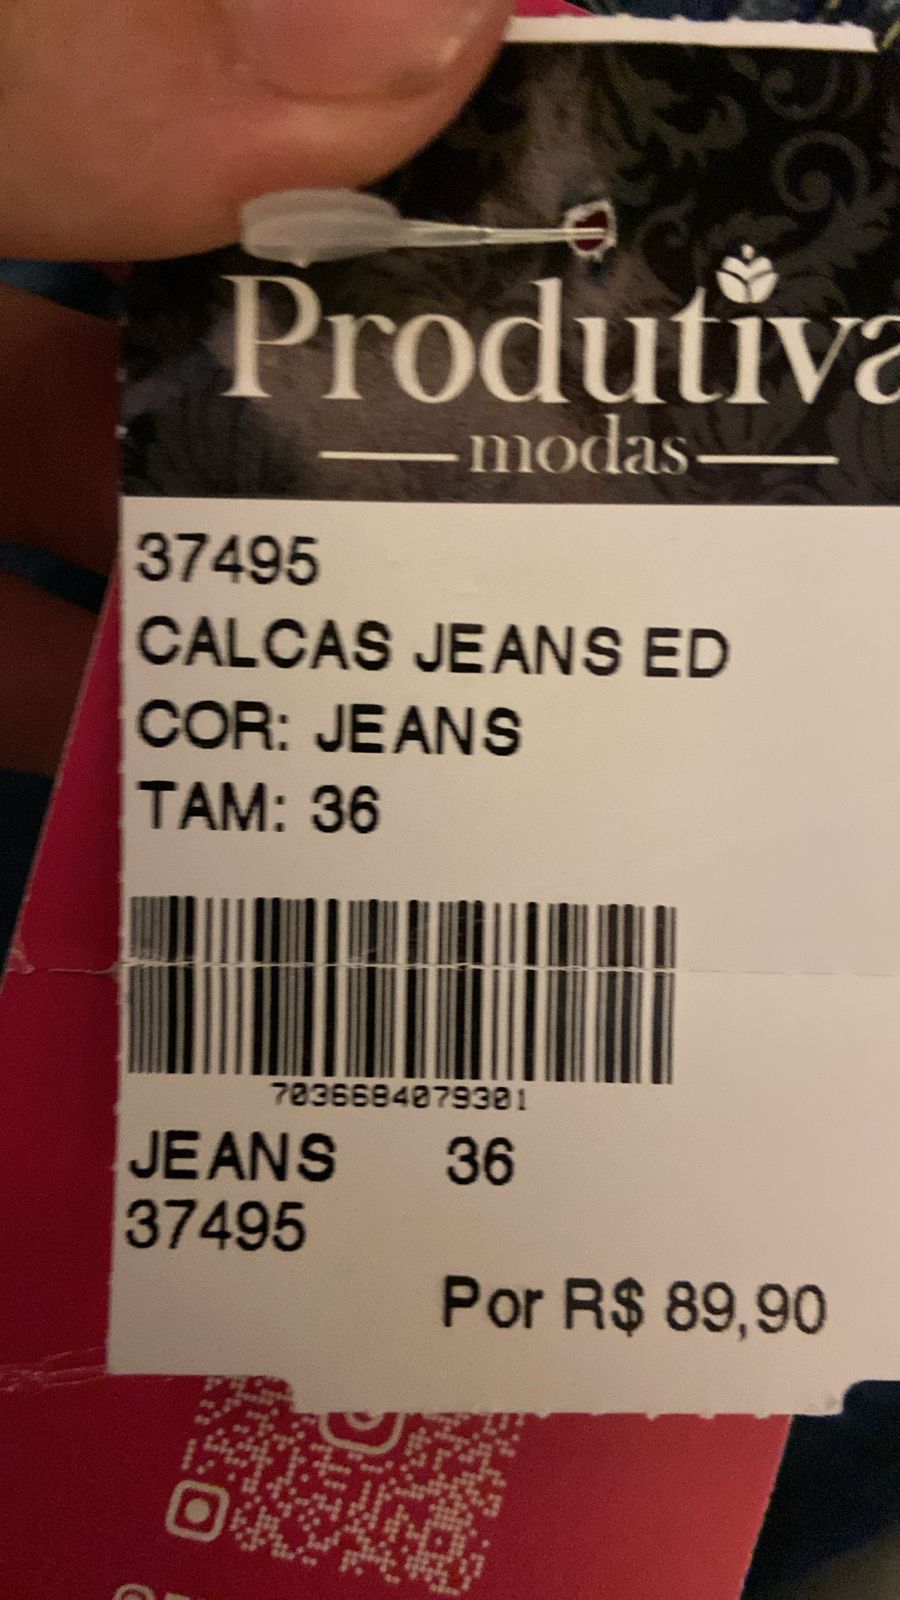 Produtiva
modas
37495
CALCAS JEANS ED
COR: JEANS
TAM: 36
7036684079301
JEANS 36
37495
Por R$ 89,90